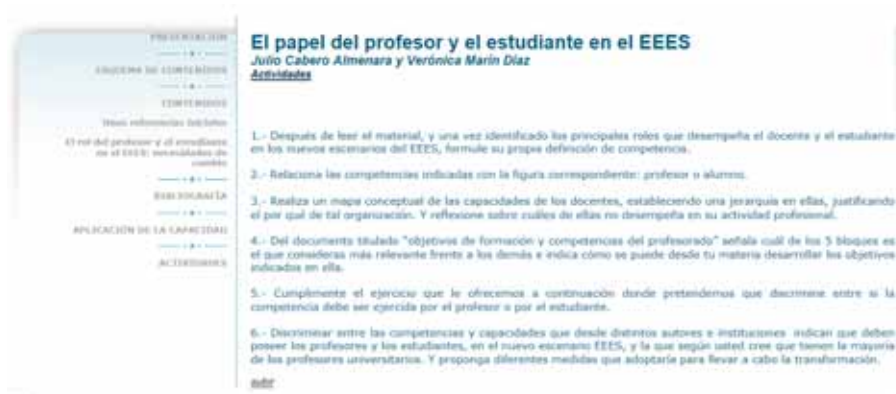 PRESENTACIÓN
ESQUEMA DE CONTENIDOS
CONTENIDOS
Unas referencias iniciales
El rol del profesor y el estudiante
en el EEES: necesidades de
cambio
BIBLIOGRAFÍA
APLICACIÓN DE LA CAPACIDAD
ACTIVIDADES
El papel del profesor y el estudiante en el EEES
Julio Cabero Almenara y Verónica Marín Díaz
Actividades
1.- Después de leer el material, y una vez identificado los principales roles que desempeña el docente y el estudiante
en los nuevos escenarios del EEES, formule su propia definición de competencia.
2.- Relaciona las competencias indicadas con la figura correspondiente: profesor o alumno.
3.- Realiza un mapa conceptual de las capacidades de los docentes, estableciendo una jerarquía en ellas, justificando
el por qué de tal organización. Y reflexione sobre cuáles de ellas no desempeña en su actividad profesional.
4.- Del documento titulado "objetivos de formación y competencias del profesorado" señala cuál de los 5 bloques es
el que consideras más relevante frente a los demás e indica cómo se puede desde tu materia desarrollar los objetivos
indicados en ella.
5.- Cumplimente el ejercicio que le ofrecemos a continuación donde pretendemos que discrimine entre si la
competencia debe ser ejercida por el profesor o por el estudiante.
6.- Discriminar entre las competencias y capacidades que desde distintos autores e instituciones indican que deben
poseer los profesores y los estudiantes, en el nuevo escenario EEES, y la que según usted cree que tienen la mayoría
de los profesores universitarios. Y proponga diferentes medidas que adoptaría para llevar a cabo la transformación.
subir